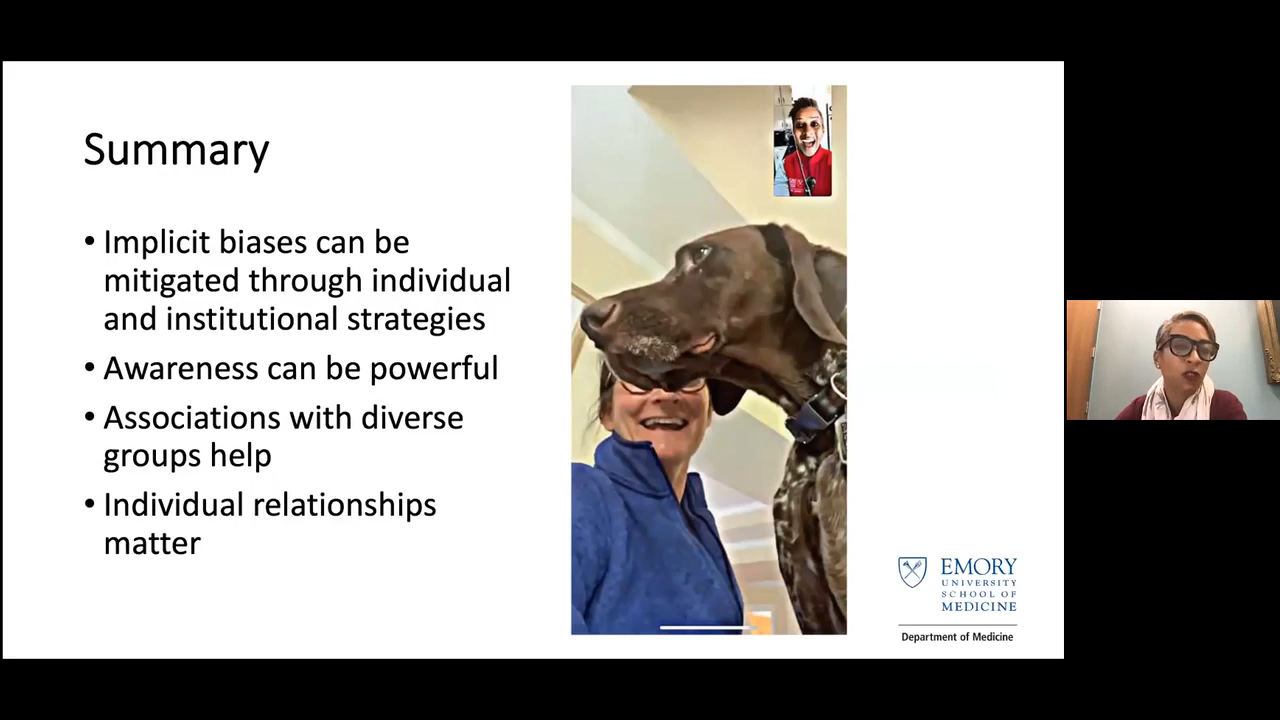 Summary
• Implicit biases can be
mitigated through individual
and institutional strategies
• Awareness can be powerful
• Associations with diverse
groups help
• Individual relationships
matter
EMORY
UNIVERSITY
SCHOOL OF
MEDICINE
Department of Medicine